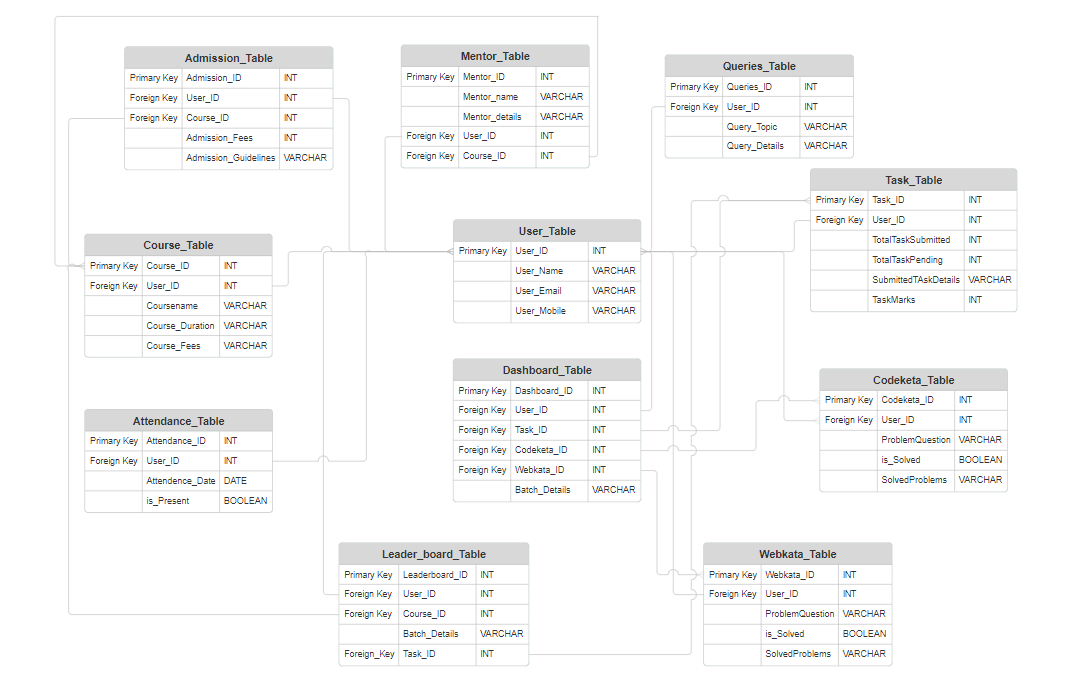 Admission_Table
Primary Key Admission_ID INT
Foreign Key User_ID INT
Foreign Key Course_ID INT
Admission_Fees INT
Admission_Guidelines VARCHAR
Mentor_Table
Primary Key Mentor_ID INT
Mentor_name VARCHAR
Mentor_details VARCHAR
Foreign Key User_ID INT
Foreign Key Course_ID INT
Queries_Table
Primary Key Queries_ID INT
Foreign Key User_ID INT
Query_Topic VARCHAR
Query_Details VARCHAR
Task_Table
Primary Key Task_ID INT
Foreign Key User_ID INT
TotalTaskSubmitted INT
TotalTaskPending INT
SubmittedTAskDetails VARCHAR
TaskMarks INT
Course_Table
Primary Key Course_ID INT
Foreign Key User_ID INT
Coursename VARCHAR
Course_Duration VARCHAR
Course_Fees VARCHAR
User_Table
Primary Key User_ID INT
User_Name VARCHAR
User_Email VARCHAR
User_Mobile VARCHAR
Dashboard_Table
Primary Key Dashboard_ID INT
Foreign Key User_ID INT
Foreign Key Task_ID INT
Foreign Key Codeketa_ID INT
Foreign Key Webkata_ID INT
Batch_Details VARCHAR
Codeketa_Table
Primary Key Codeketa_ID INT
Foreign Key User_ID INT
ProblemQuestion VARCHAR
is_Solved BOOLEAN
SolvedProblems VARCHAR
Attendance_Table
Primary Key Attendance_ID INT
Foreign Key User_ID INT
Attendence_Date DATE
is_Present BOOLEAN
Leader_board_Table
Primary Key Leaderboard_ID INT
Foreign Key User_ID INT
Foreign Key Course_ID INT
Batch_Details VARCHAR
Foreign_Key Task_ID INT
Webkata_Table
Primary Key Webkata_ID INT
Foreign Key User_ID INT
ProblemQuestion VARCHAR
is_Solved BOOLEAN
SolvedProblems VARCHAR